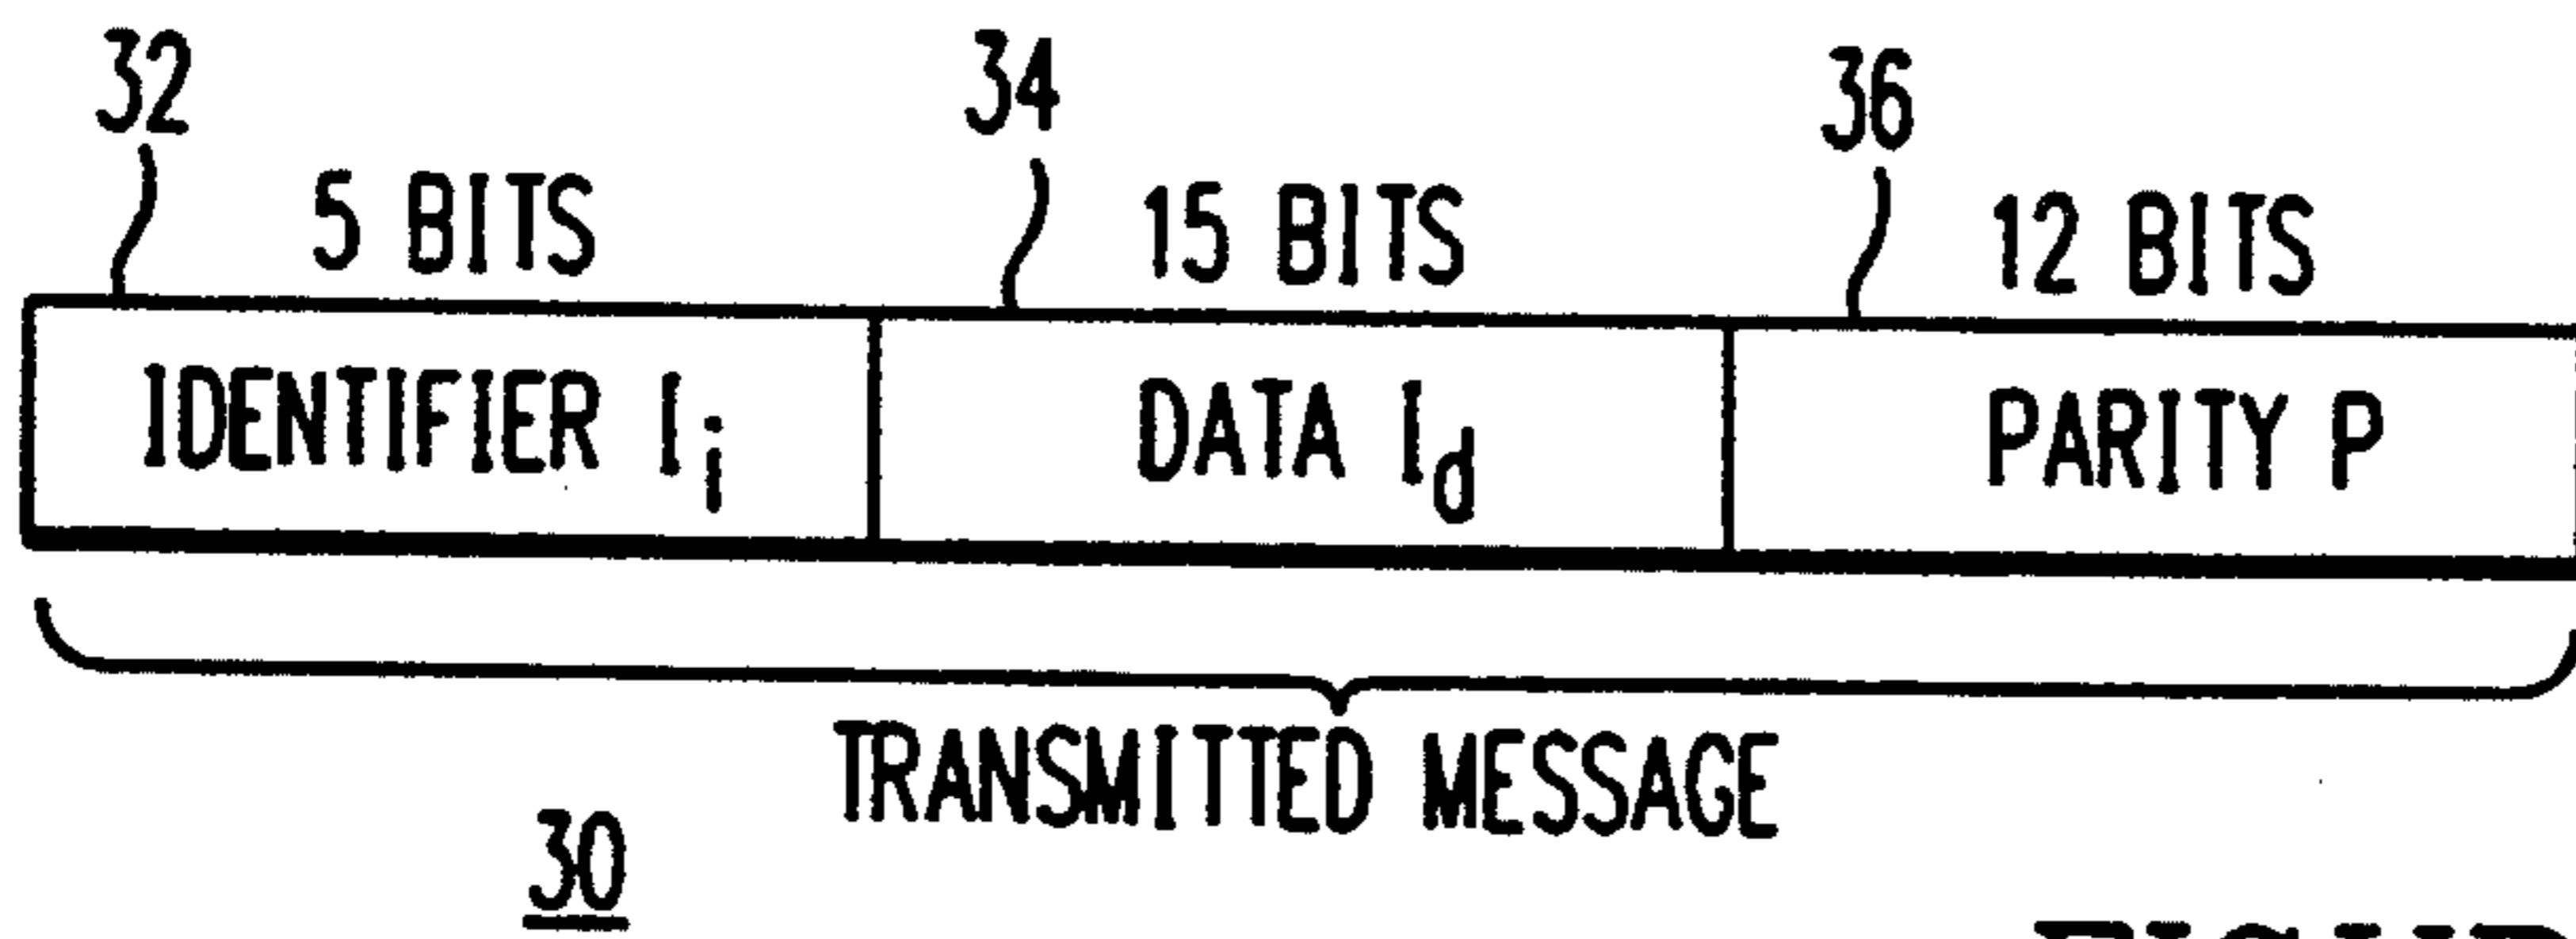 32 34 36
5 BITS 15 BITS 12 BITS
IDENTIFIER I_i DATA I_d PARITY P
TRANSMITTED MESSAGE
30